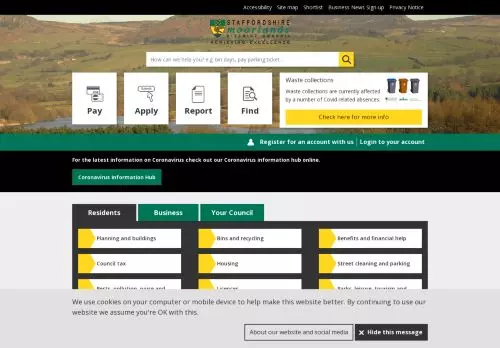 Accessibility Site map Shortlist Business News Sign up Privacy Notice
STAFFORDSHIRE
moorlands
DISTRICT COUNCIL
ACHIEVING EXCELLENCE
How can we help you? e.g. bin days, pay parking ticket...
Pay
Apply
Report
Find
Waste collections
Waste collections are currently affected
by a number of Covid-related absences.
Check here for more info
Register for an account with us Login to your account
For the latest information on Coronavirus check out our Coronavirus information hub online.
Coronavirus Information Hub
Residents Business Your Council
Planning and buildings Bins and recycling Benefits and financial help
Council tax Housing Street cleaning and parking
Pests, pollution, noise and Licences Parks, leisure, tourism and
We use cookies on your computer or mobile device to help make this website better. By continuing to use our
website we assume you're OK with this.
About our website and social media × Hide this message